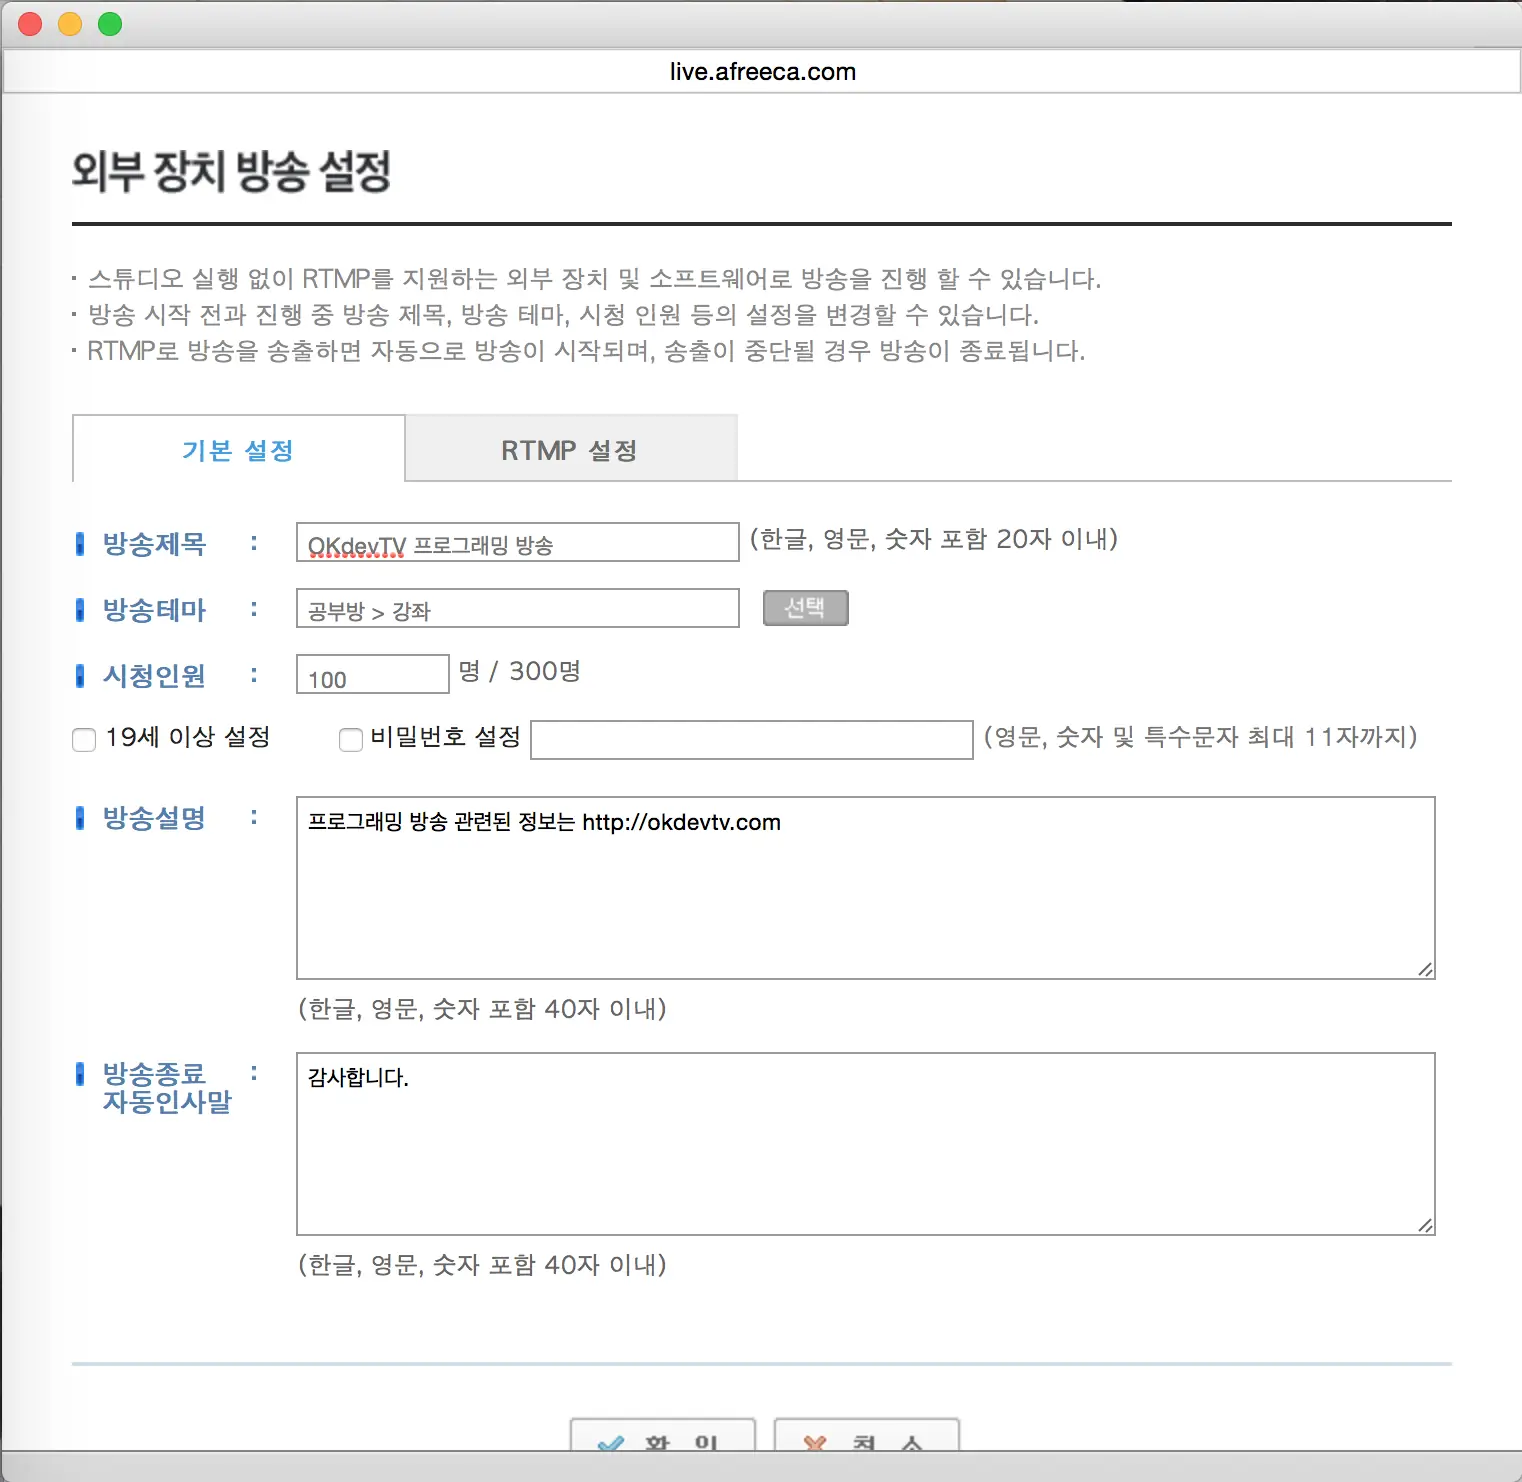 live.afreeca.com
외부 장치 방송 설정
· 스튜디오 실행 없이 RTMP를 지원하는 외부 장치 및 소프트웨어로 방송을 진행 할 수 있습니다.
· 방송 시작 전과 진행 중 방송 제목, 방송 테마, 시청 인원 등의 설정을 변경할 수 있습니다.
· RTMP로 방송을 송출하면 자동으로 방송이 시작되며, 송출이 중단될 경우 방송이 종료됩니다.
기본 설정 RTMP 설정
방송제목 : OKdevTV 프로그래밍 방송 (한글, 영문, 숫자 포함 20자 이내)
방송테마 : 공부방 > 강좌 선택
시청인원 : 100 명 / 300명
19세 이상 설정 비밀번호 설정 (영문, 숫자 및 특수문자 최대 11자까지)
방송설명 : 프로그래밍 방송 관련된 정보는 http://okdevtv.com
(한글, 영문, 숫자 포함 40자 이내)
방송종료 : 감사합니다.
자동인사말
(한글, 영문, 숫자 포함 40자 이내)
확 인 취 소